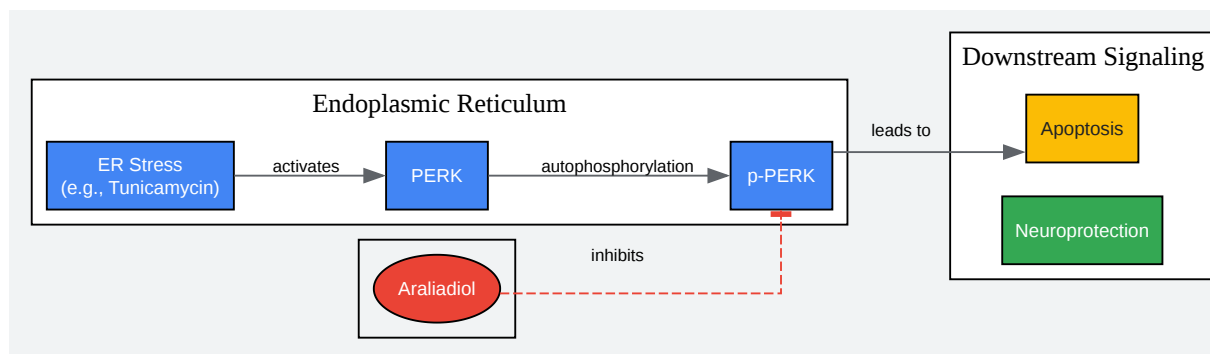 Downstream Signaling
Endoplasmic Reticulum
ER Stress
(e.g., Tunicamycin)
activates
PERK
autophosphorylation
p-PERK
leads to
Apoptosis
Neuroprotection
inhibits
Araliadiol